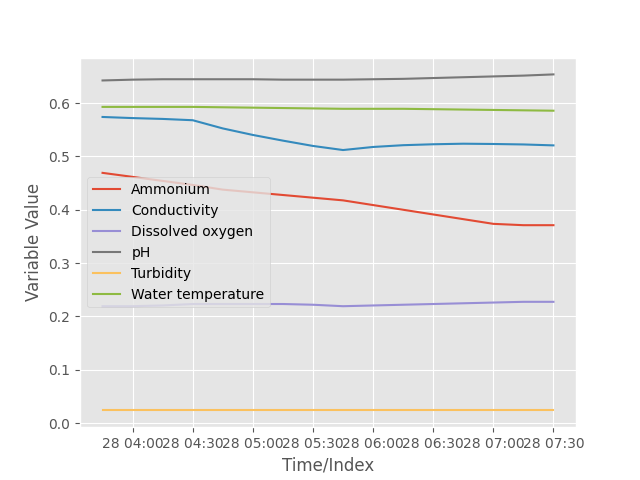 Variable Value
0.6
0.5
0.4
0.3
0.2
0.1
0.0
Ammonium
Conductivity
Dissolved oxygen
pH
Turbidity
Water temperature
28 04:00 28 04:30 28 05:00 28 05:30 28 06:00 28 06:30 28 07:00 28 07:30
Time/Index